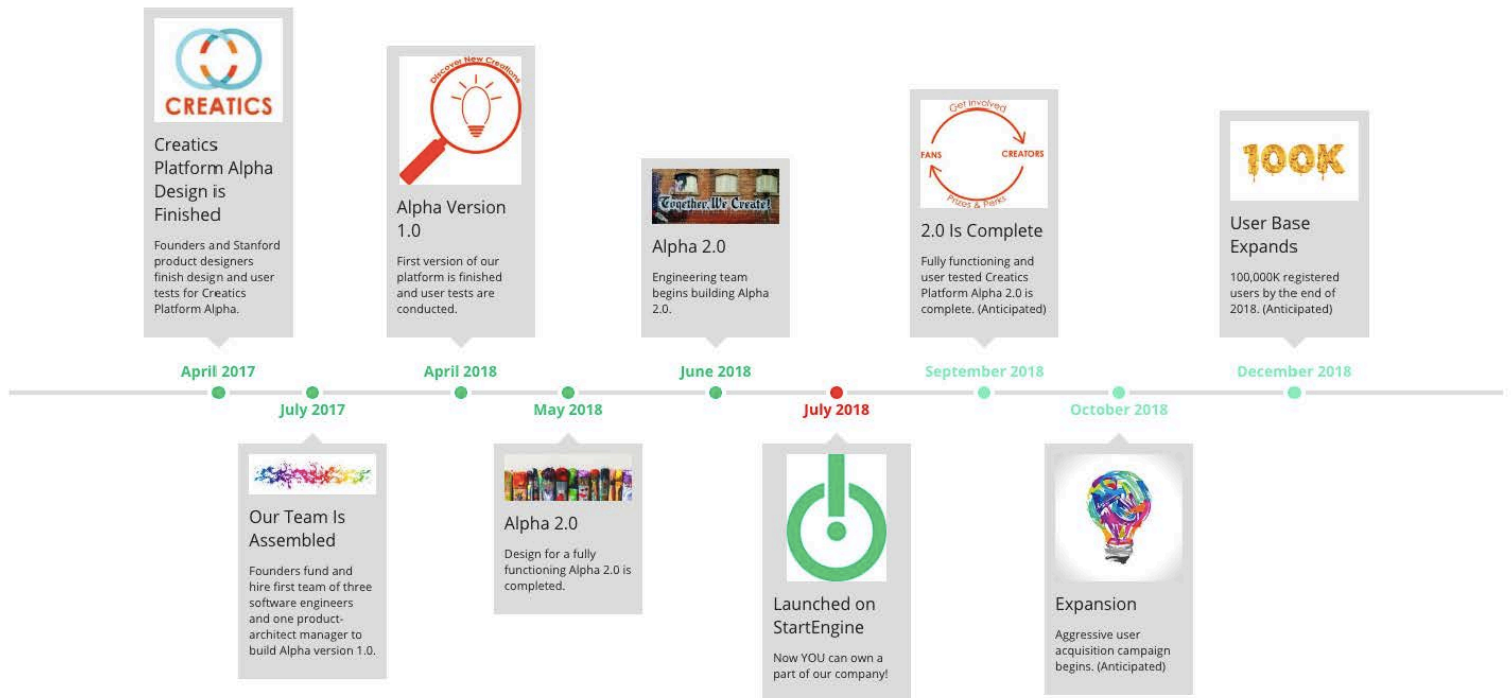 CREATICS
Creatics
Platform Alpha
Design is
Finished
Founders and Stanford
product designers
finish design and user
tests for Creatics
Platform Alpha.
April 2017
July 2017
Our Team Is
Assembled
Founders fund and
hire first team of three
software engineers
and one product-
architect manager to
build Alpha version 1.0.
Discover New Creations
Alpha Version
1.0
First version of our
platform is finished
and user tests are
conducted.
April 2018
May 2018
Alpha 2.0
Design for a fully
functioning Alpha 2.0 is
completed.
Together, We Create!
Alpha 2.0
Engineering team
begins building Alpha
2.0.
June 2018
July 2018
Launched on
StartEngine
Now YOU can own a
part of our company!
Get Involved
FANS
CREATORS
Prizes & Perks
2.0 Is Complete
Fully functioning and
user tested Creatics
Platform Alpha 2.0 is
complete. (Anticipated)
September 2018
October 2018
Expansion
Aggressive user
acquisition campaign
begins. (Anticipated)
100K
User Base
Expands
100,000K registered
users by the end of
2018. (Anticipated)
December 2018